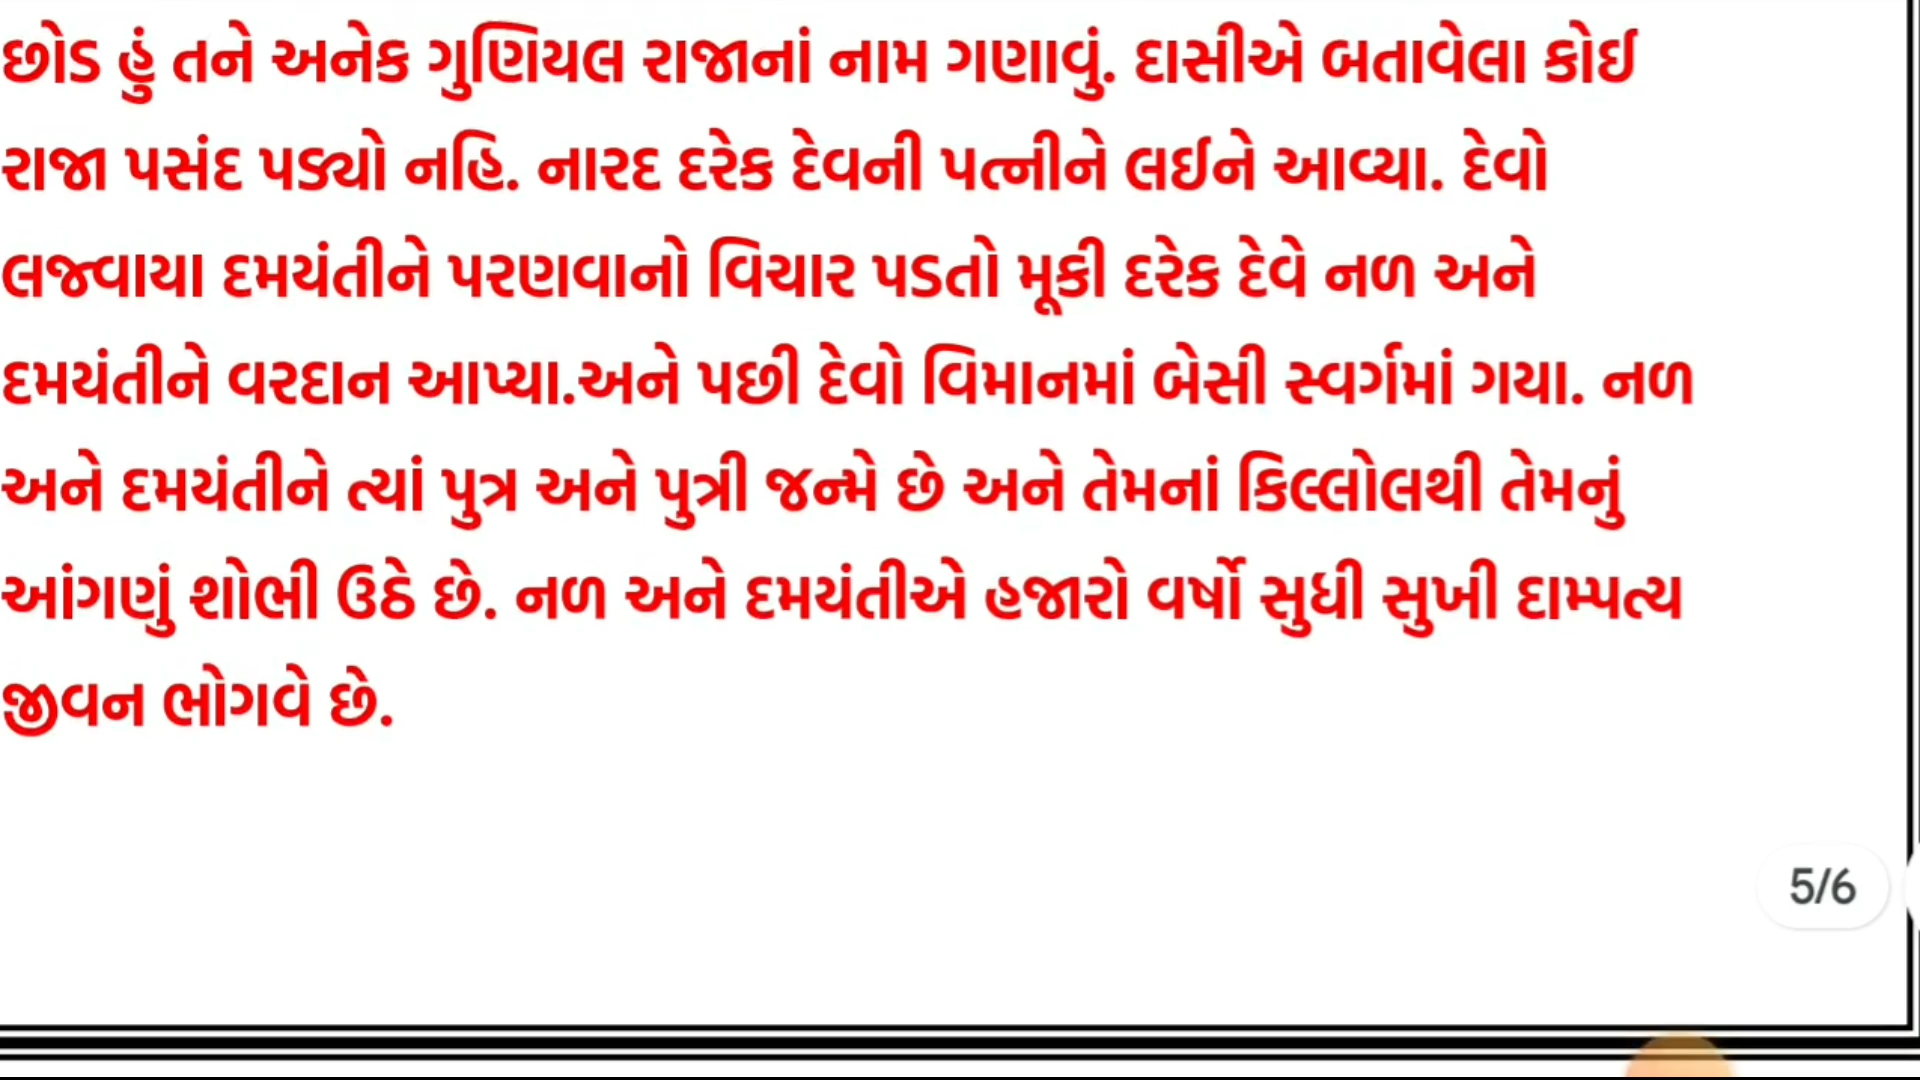 છોડ હું તને અનેક ગુણિયલ રાજાનાં નામ ગણાવું. દાસીએ બતાવેલા કોઈ
રાજા પસંદ પડ્યો નહિ. નારદ દરેક દેવની પત્નીને લઈને આવ્યા. દેવો
લજ્વાયા દમયંતીને પરણવાનો વિચાર પડતો મૂકી દરેક દેવે નળ અને
દમયંતીને વરદાન આપ્યા.અને પછી દેવો વિમાનમાં બેસી સ્વર્ગમાં ગયા. નળ
અને દમયંતીને ત્યાં પુત્ર અને પુત્રી જન્મે છે અને તેમનાં કિલ્લોલથી તેમનું
આંગણું શોભી ઉઠે છે. નળ અને દમયંતીએ હજારો વર્ષો સુધી સુખી દામ્પત્ય
જીવન ભોગવે છે.
5/6